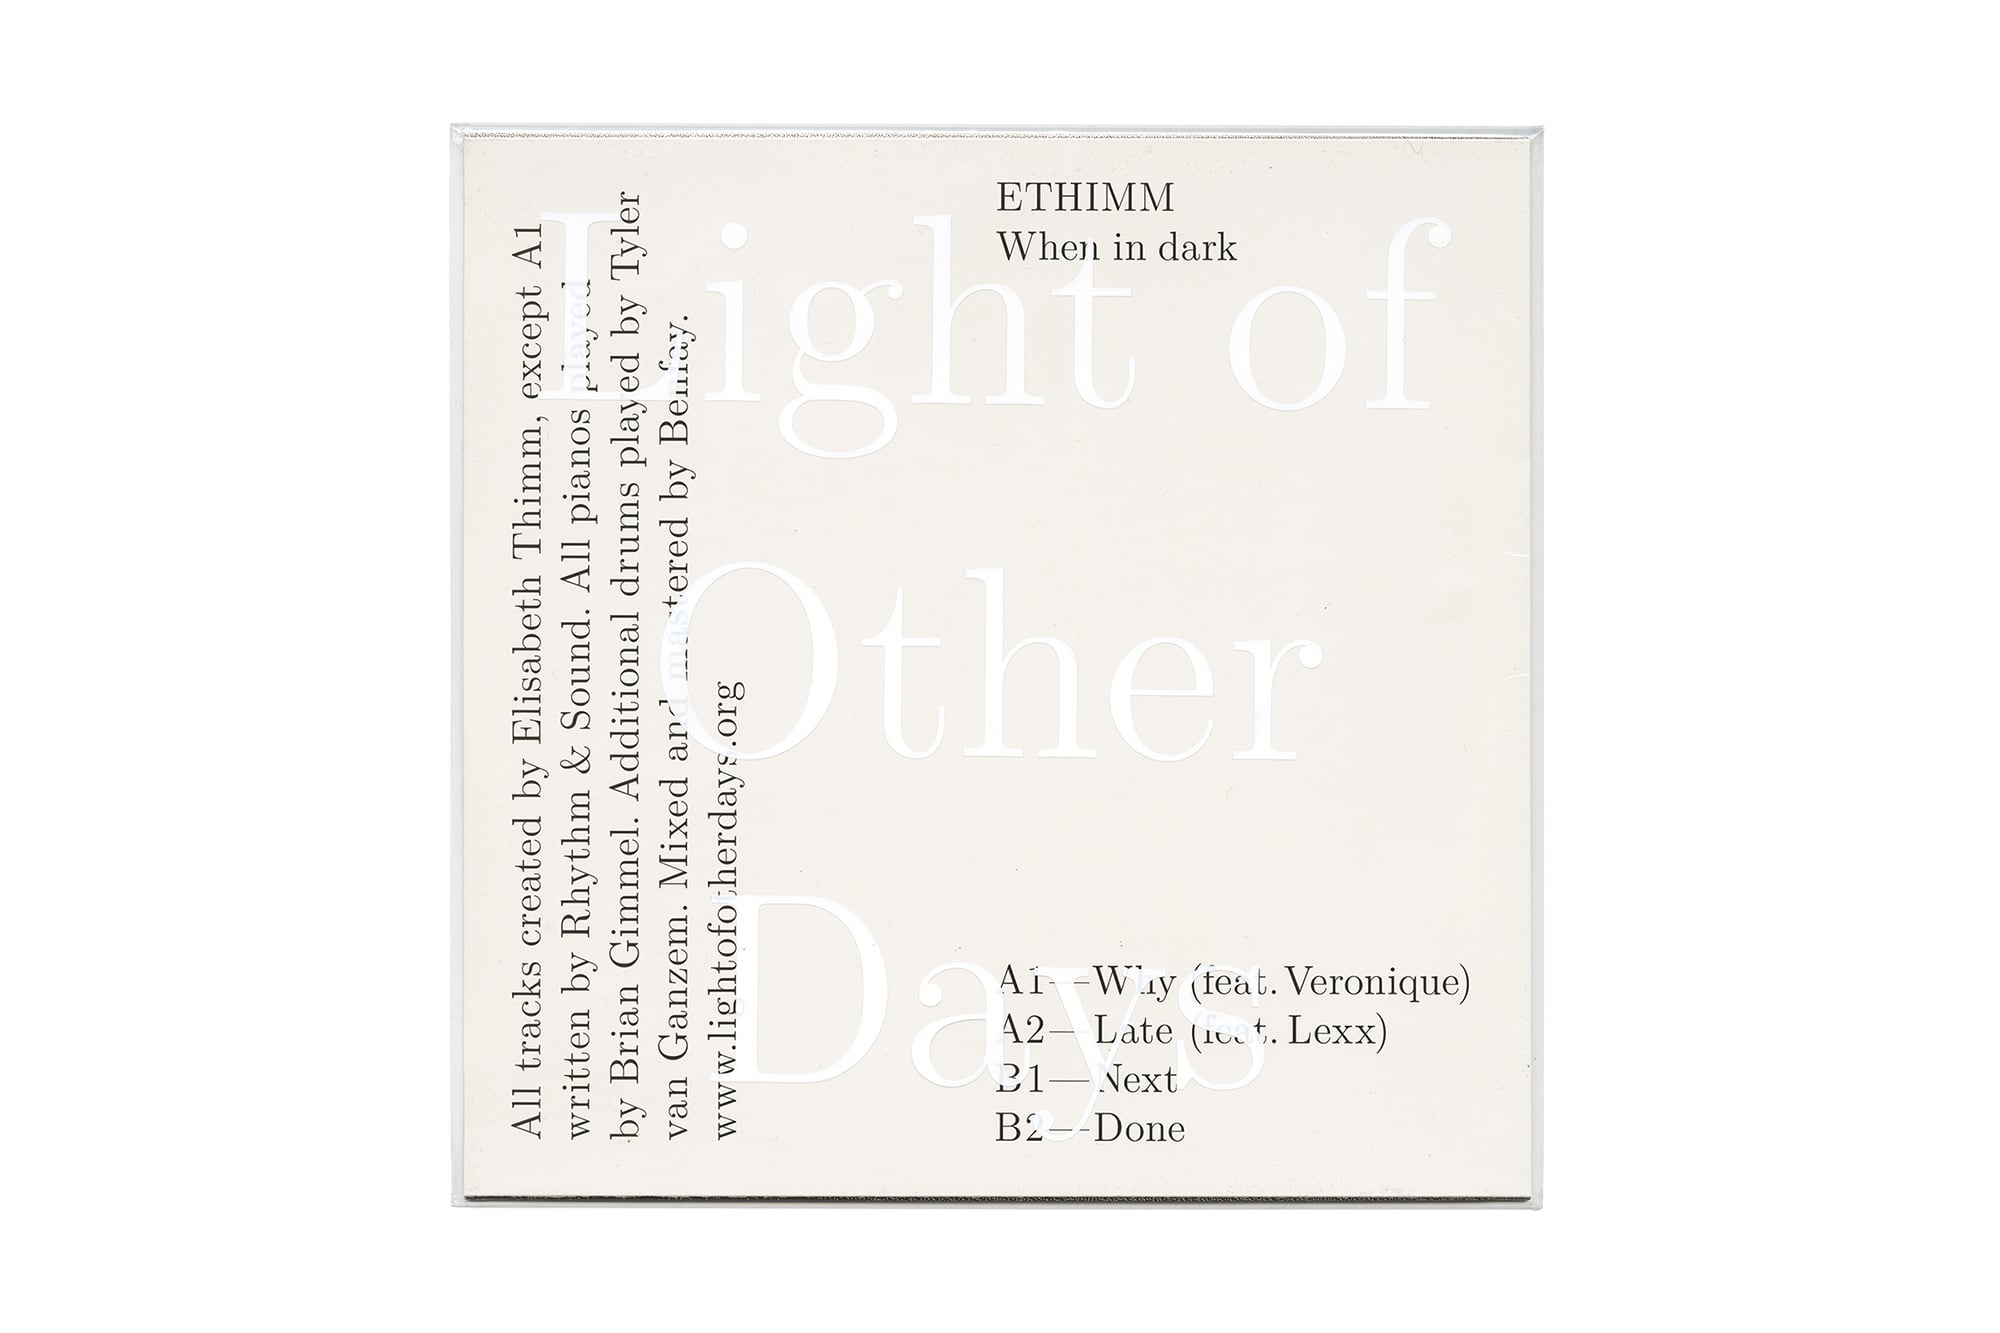 ETHIMM
When in dark
Light of
Other
Days
All tracks created by Elisabeth Thimm, except A1
written by Rhythm & Sound. All pianos played
by Brian Gimmel. Additional drums played by Tyler
van Ganzem. Mixed and mastered by Benfay.
www.lightofotherdays.org
A1—Why (feat. Veronique)
A2—Late (feat. Lexx)
B1—Next
B2—Done